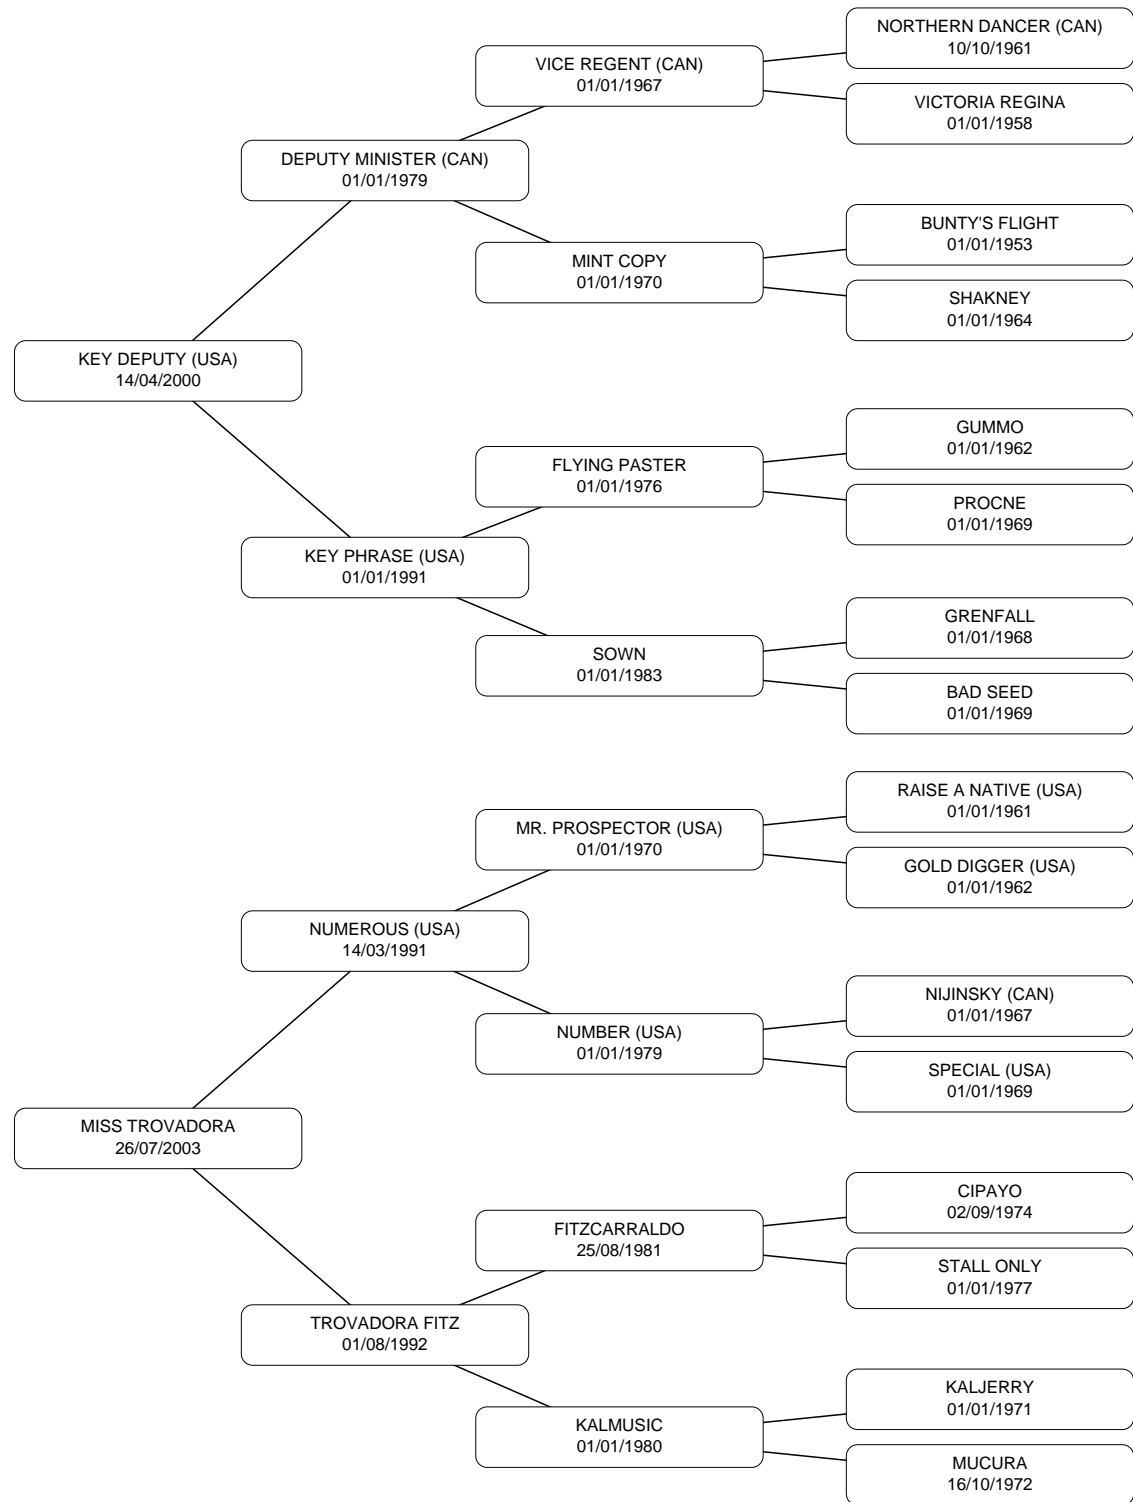 NORTHERN DANCER (CAN)
10/10/1961
VICE REGENT (CAN)
01/01/1967
VICTORIA REGINA
01/01/1958
DEPUTY MINISTER (CAN)
01/01/1979
BUNTY'S FLIGHT
01/01/1953
MINT COPY
01/01/1970
SHAKNEY
01/01/1964
KEY DEPUTY (USA)
14/04/2000
GUMMO
01/01/1962
FLYING PASTER
01/01/1976
PROCNE
01/01/1969
KEY PHRASE (USA)
01/01/1991
GRENFALL
01/01/1968
SOWN
01/01/1983
BAD SEED
01/01/1969
RAISE A NATIVE (USA)
01/01/1961
MR. PROSPECTOR (USA)
01/01/1970
GOLD DIGGER (USA)
01/01/1962
NUMEROUS (USA)
14/03/1991
NIJINSKY (CAN)
01/01/1967
NUMBER (USA)
01/01/1979
SPECIAL (USA)
01/01/1969
MISS TROVADORA
26/07/2003
CIPAYO
02/09/1974
FITZCARRALDO
25/08/1981
STALL ONLY
01/01/1977
TROVADORA FITZ
01/08/1992
KALJERRY
01/01/1971
KALMUSIC
01/01/1980
MUCURA
16/10/1972